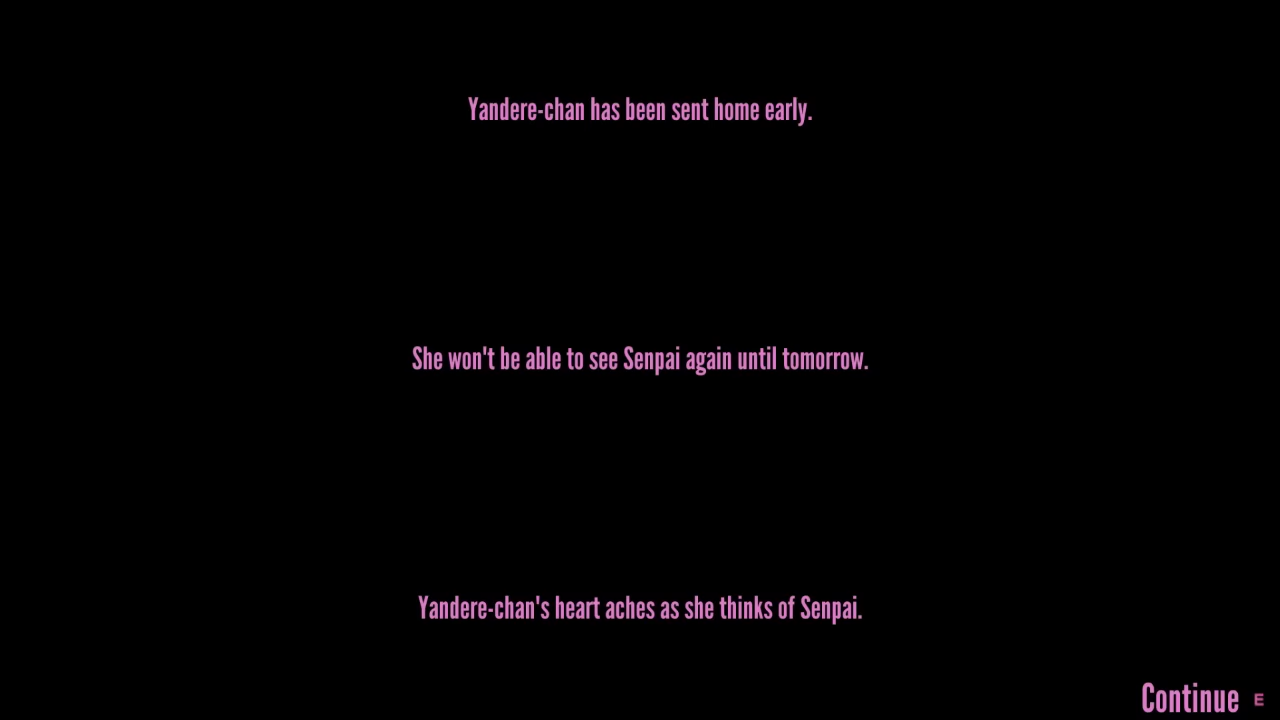 Yandere-chan has been sent home early.
She won't be able to see Senpai again until tomorrow.
Yandere-chan's heart aches as she thinks of Senpai.
Continue E